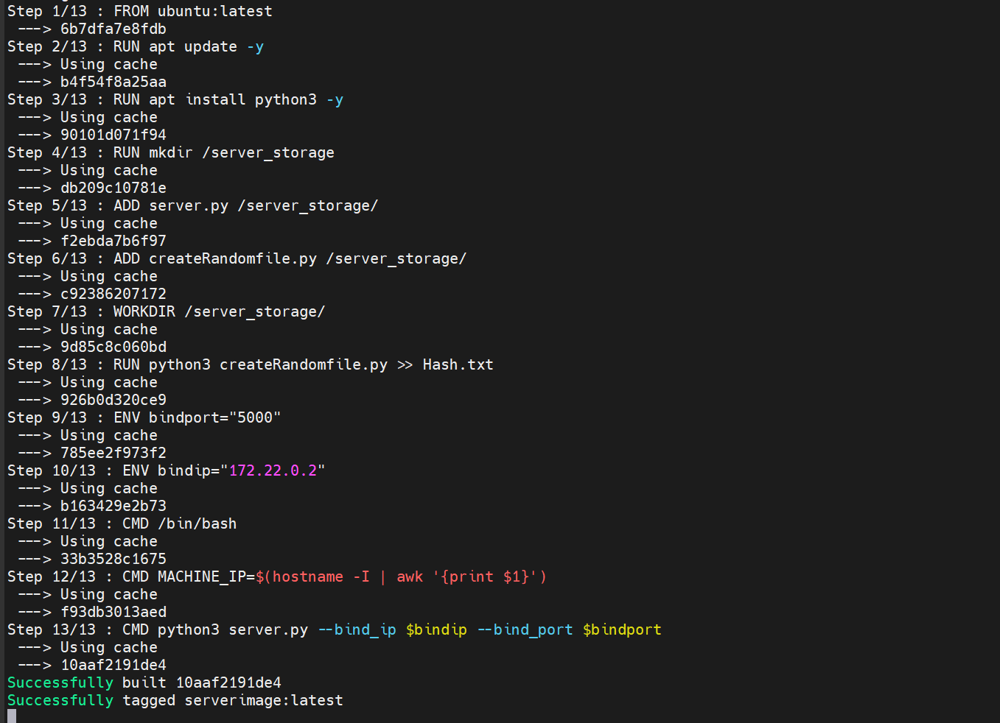 Step 1/13 : FROM ubuntu:latest
---> 6b7dfa7e8fdb
Step 2/13 : RUN apt update -y
---> Using cache
---> b4f54f8a25aa
Step 3/13 : RUN apt install python3 -y
---> Using cache
---> 90101d071f94
Step 4/13 : RUN mkdir /server_storage
---> Using cache
---> db209c10781e
Step 5/13 : ADD server.py /server_storage/
---> Using cache
---> f2ebda7b6f97
Step 6/13 : ADD createRandomfile.py /server_storage/
---> Using cache
---> c92386207172
Step 7/13 : WORKDIR /server_storage/
---> Using cache
---> 9d85c8c060bd
Step 8/13 : RUN python3 createRandomfile.py >> Hash.txt
---> Using cache
---> 926b0d320ce9
Step 9/13 : ENV bindport="5000"
---> Using cache
---> 785ee2f973f2
Step 10/13 : ENV bindip="172.22.0.2"
---> Using cache
---> b163429e2b73
Step 11/13 : CMD /bin/bash
---> Using cache
---> 33b3528c1675
Step 12/13 : CMD MACHINE_IP=$(hostname -I | awk '{print $1}')
---> Using cache
---> f93db3013aed
Step 13/13 : CMD python3 server.py --bind_ip $bindip --bind_port $bindport
---> Using cache
---> 10aaf2191de4
Successfully built 10aaf2191de4
Successfully tagged serverimage:latest